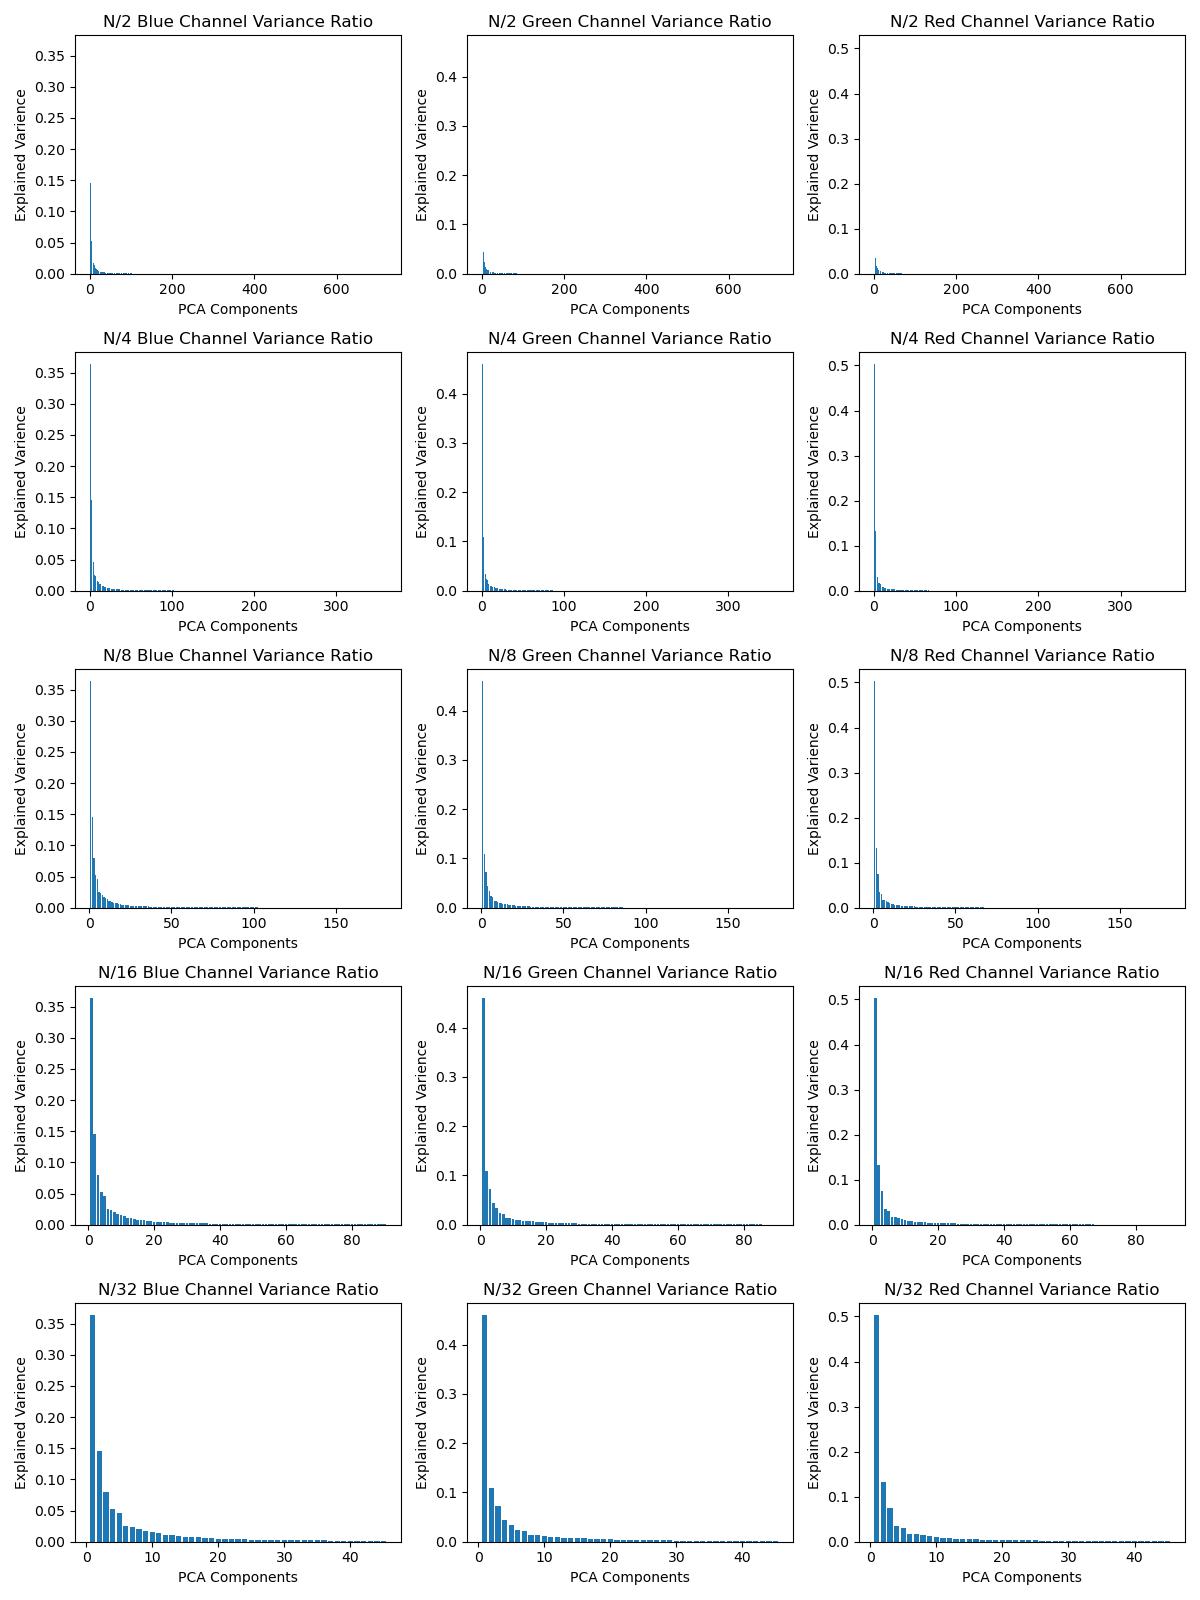 N/2 Blue Channel Variance Ratio
N/2 Green Channel Variance Ratio
N/2 Red Channel Variance Ratio
Explained Varience
0.35
0.30
0.25
0.20
0.15
0.10
0.05
0.00
0 200 400 600
PCA Components
Explained Varience
0.4
0.3
0.2
0.1
0.0
0 200 400 600
PCA Components
Explained Varience
0.5
0.4
0.3
0.2
0.1
0.0
0 200 400 600
PCA Components
N/4 Blue Channel Variance Ratio
N/4 Green Channel Variance Ratio
N/4 Red Channel Variance Ratio
Explained Varience
0.35
0.30
0.25
0.20
0.15
0.10
0.05
0.00
0 100 200 300
PCA Components
Explained Varience
0.4
0.3
0.2
0.1
0.0
0 100 200 300
PCA Components
Explained Varience
0.5
0.4
0.3
0.2
0.1
0.0
0 100 200 300
PCA Components
N/8 Blue Channel Variance Ratio
N/8 Green Channel Variance Ratio
N/8 Red Channel Variance Ratio
Explained Varience
0.35
0.30
0.25
0.20
0.15
0.10
0.05
0.00
0 50 100 150
PCA Components
Explained Varience
0.4
0.3
0.2
0.1
0.0
0 50 100 150
PCA Components
Explained Varience
0.5
0.4
0.3
0.2
0.1
0.0
0 50 100 150
PCA Components
N/16 Blue Channel Variance Ratio
N/16 Green Channel Variance Ratio
N/16 Red Channel Variance Ratio
Explained Varience
0.35
0.30
0.25
0.20
0.15
0.10
0.05
0.00
0 20 40 60 80
PCA Components
Explained Varience
0.4
0.3
0.2
0.1
0.0
0 20 40 60 80
PCA Components
Explained Varience
0.5
0.4
0.3
0.2
0.1
0.0
0 20 40 60 80
PCA Components
N/32 Blue Channel Variance Ratio
N/32 Green Channel Variance Ratio
N/32 Red Channel Variance Ratio
Explained Varience
0.35
0.30
0.25
0.20
0.15
0.10
0.05
0.00
0 10 20 30 40
PCA Components
Explained Varience
0.4
0.3
0.2
0.1
0.0
0 10 20 30 40
PCA Components
Explained Varience
0.5
0.4
0.3
0.2
0.1
0.0
0 10 20 30 40
PCA Components